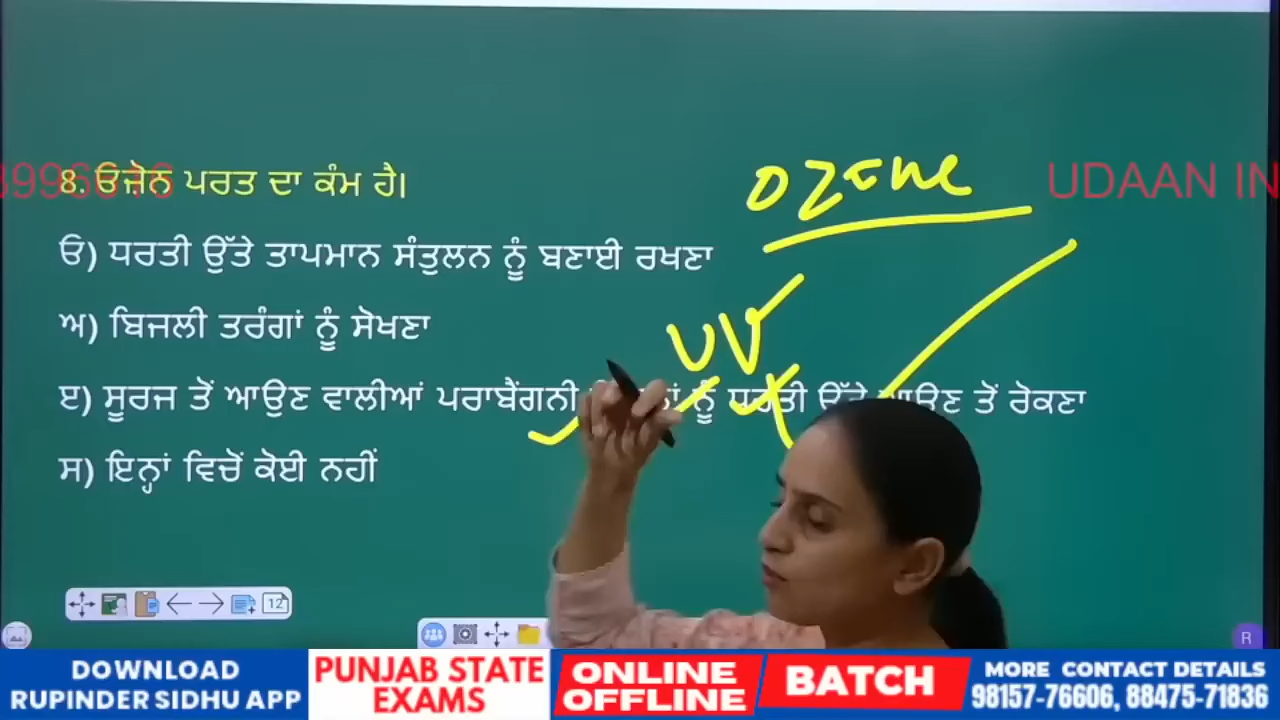 8. ਓਜ਼ੋਨ ਪਰਤ ਦਾ ਕੰਮ ਹੈ।
ozone
UDAAN IN
ੳ) ਧਰਤੀ ਉੱਤੇ ਤਾਪਮਾਨ ਸੰਤੁਲਨ ਨੂੰ ਬਣਾਈ ਰਖਣਾ
ਅ) ਬਿਜਲੀ ਤਰੰਗਾਂ ਨੂੰ ਸੋਖਣਾ
UV
ੲ) ਸੂਰਜ ਤੋਂ ਆਉਣ ਵਾਲੀਆਂ ਪਰਾਬੈਂਗਨੀ ਨੂੰ ਧਰਤੀ ਉੱਤੇ ਆਉਣ ਤੋਂ ਰੋਕਣਾ
ਸ) ਇਨ੍ਹਾਂ ਵਿਚੋਂ ਕੋਈ ਨਹੀਂ
12
R
DOWNLOAD
RUPINDER SIDHU APP
PUNJAB STATE
EXAMS
ONLINE
OFFLINE
BATCH
MORE CONTACT DETAILS
98157-76606, 88475-71836